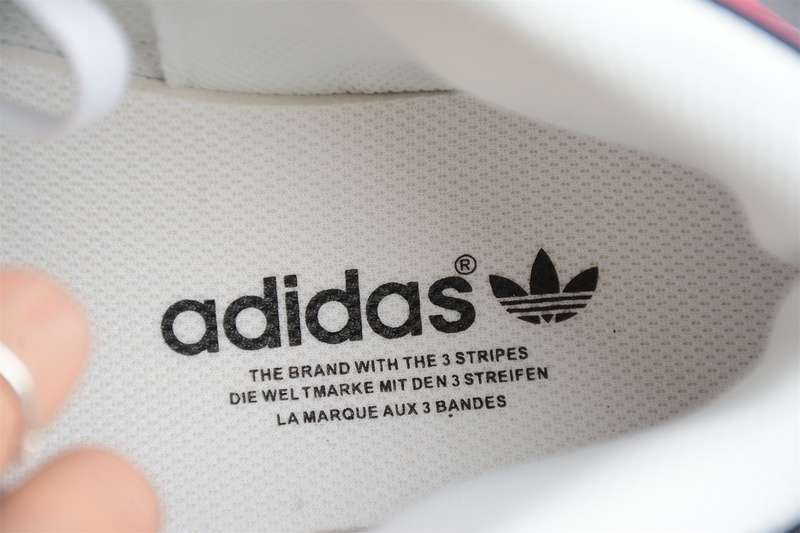 adidas®
THE BRAND WITH THE 3 STRIPES
DIE WELTMARKE MIT DEN 3 STREIFEN
LA MARQUE AUX 3 BANDES